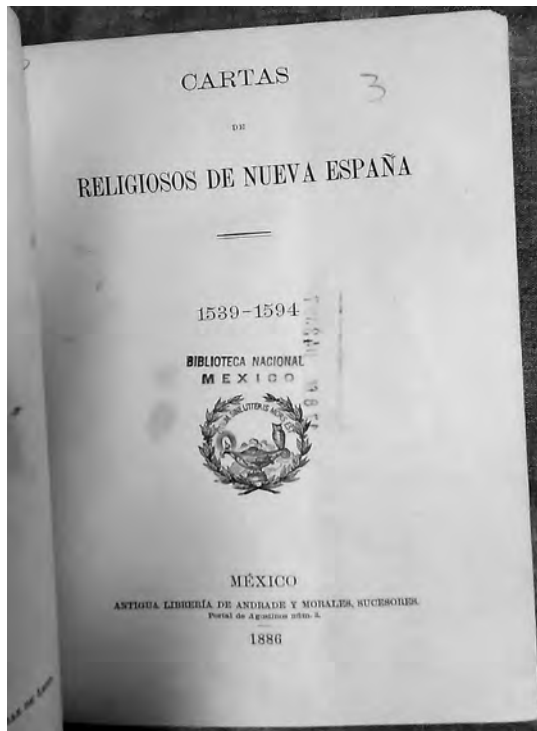 CARTAS
3
DE
RELIGIOSOS DE NUEVA ESPAÑA
1539-1594
BIBLIOTECA NACIONAL
MEXICO
MÉXICO
ANTIGUA LIBRERÍA DE ANDRADE Y MORALES, SUCESORES.
Portal de Agustinos núm. 3.
1886